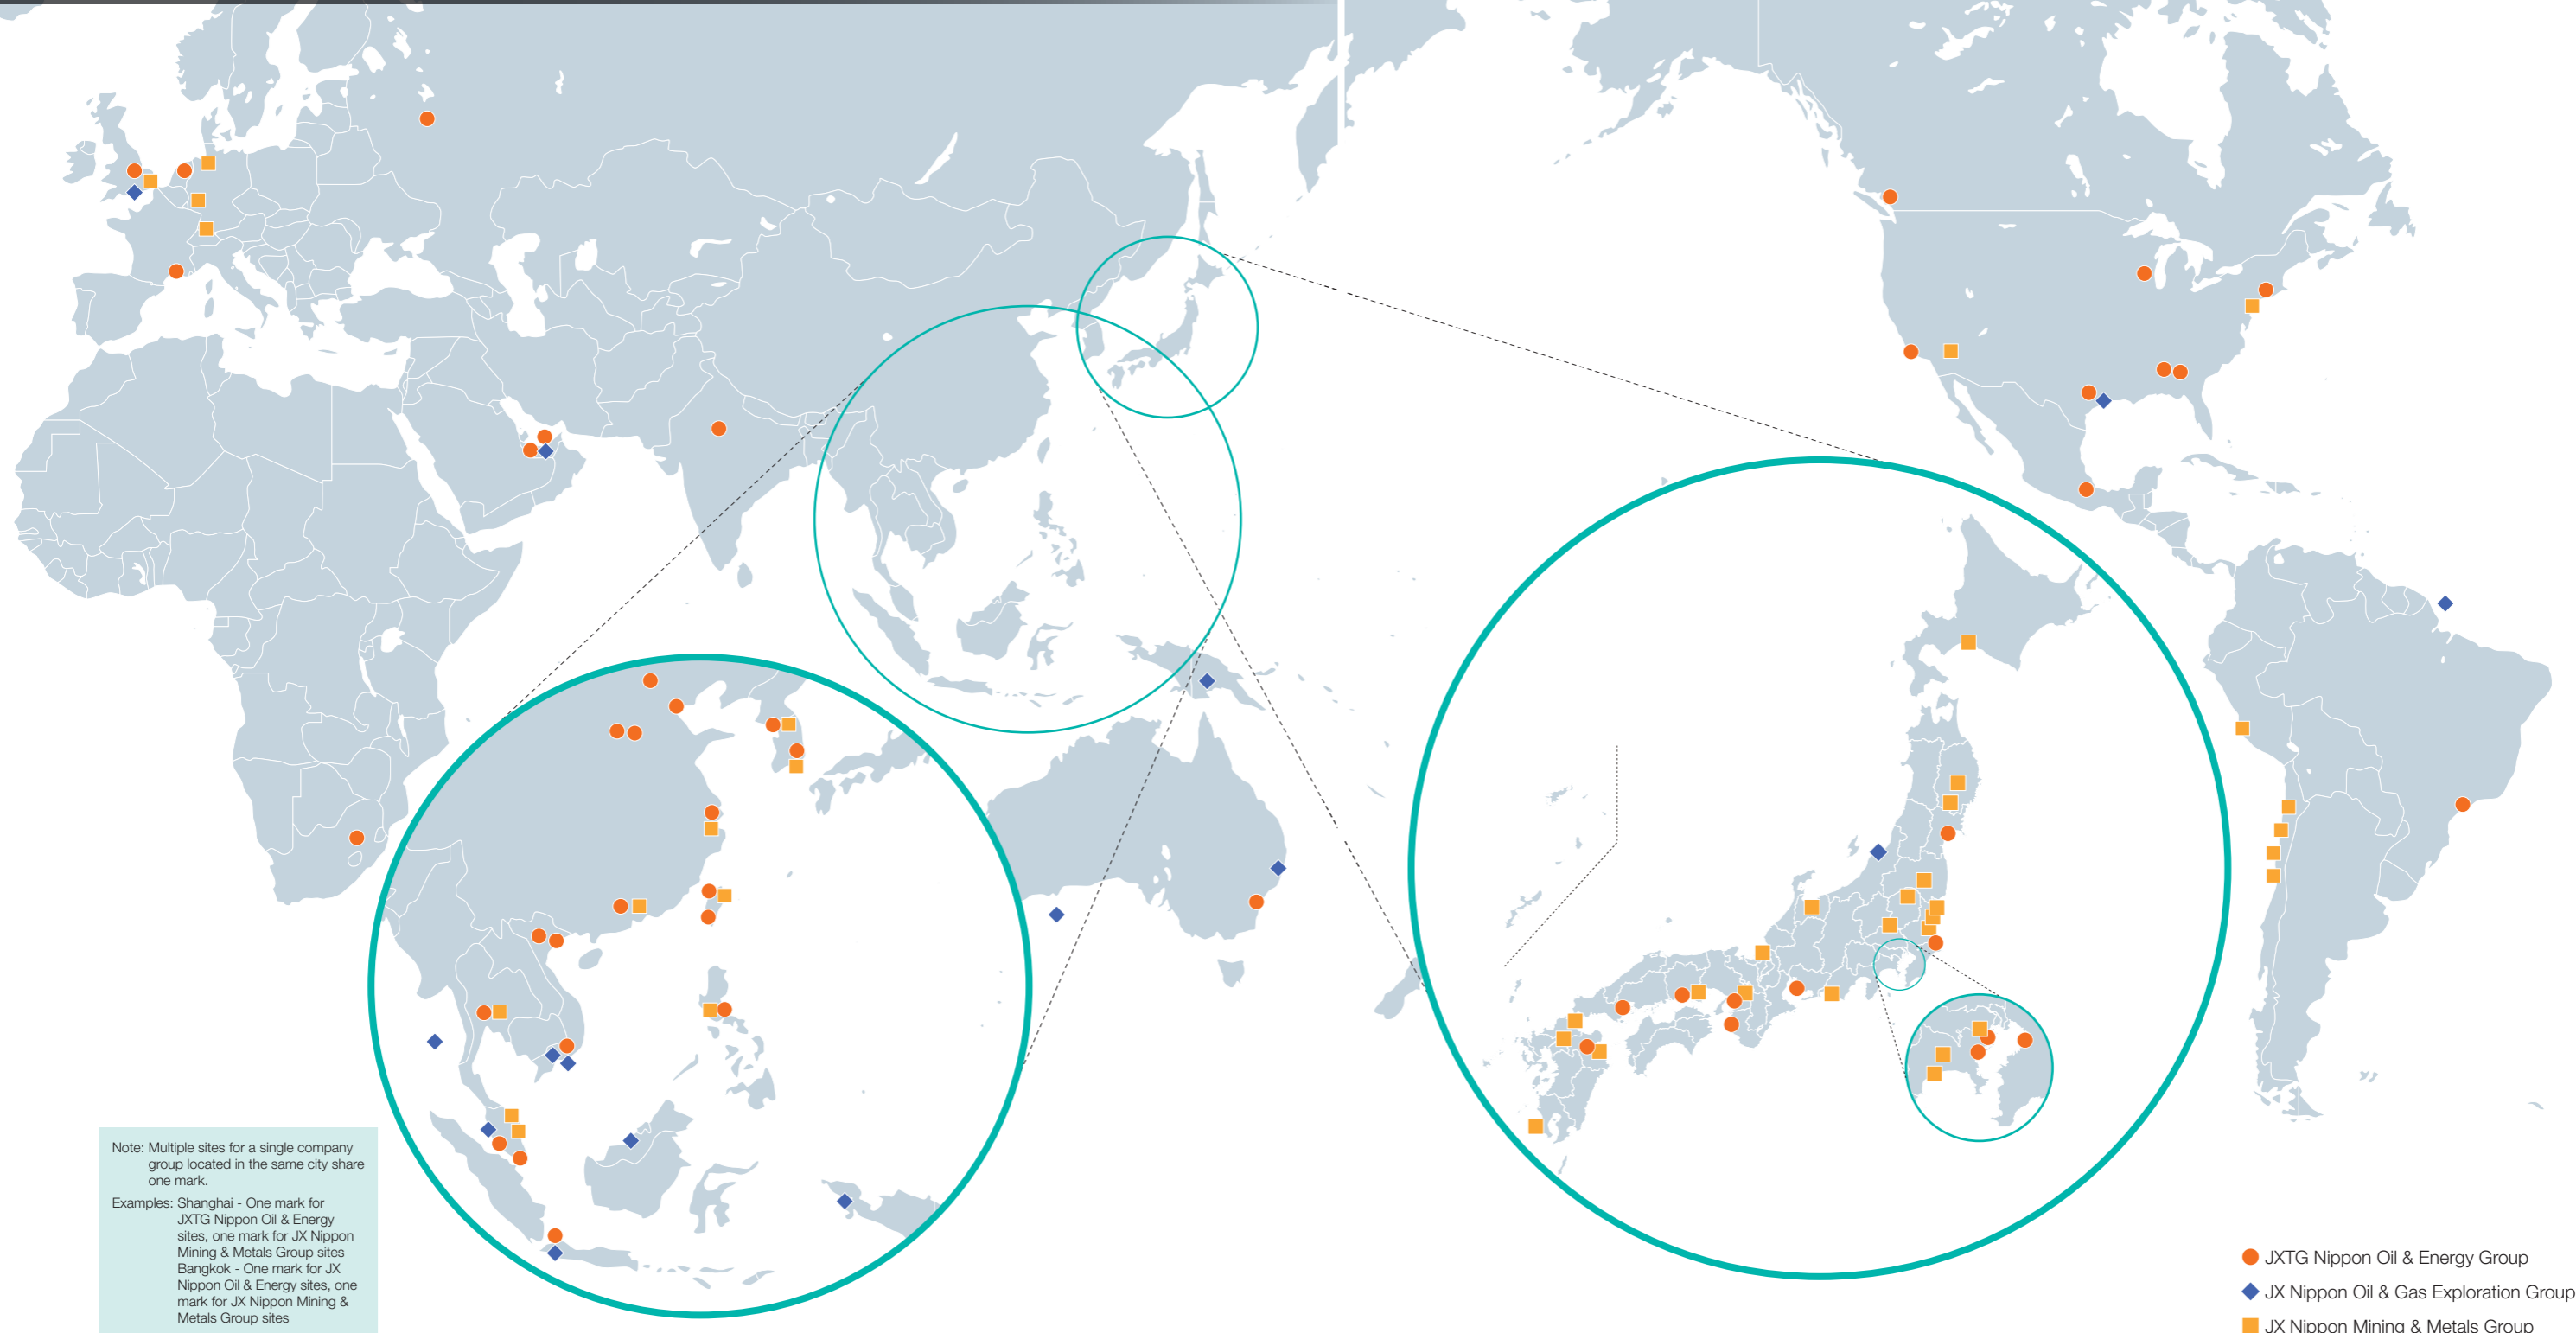 Note: Multiple sites for a single company
group located in the same city share
one mark.
Examples: Shanghai - One mark for
JXTG Nippon Oil & Energy
sites, one mark for JX Nippon
Mining & Metals Group sites
Bangkok - One mark for JX
Nippon Oil & Energy sites, one
mark for JX Nippon Mining &
Metals Group sites
JXTG Nippon Oil & Energy Group
JX Nippon Oil & Gas Exploration Group
JX Nippon Mining & Metals Group